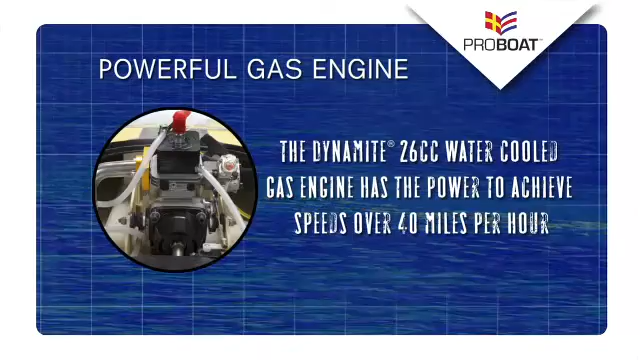 PROBOAT
POWERFUL GAS ENGINE
THE DYNAMITE® 26CC WATER COOLED
GAS ENGINE HAS THE POWER TO ACHIEVE
SPEEDS OVER 40 MILES PER HOUR